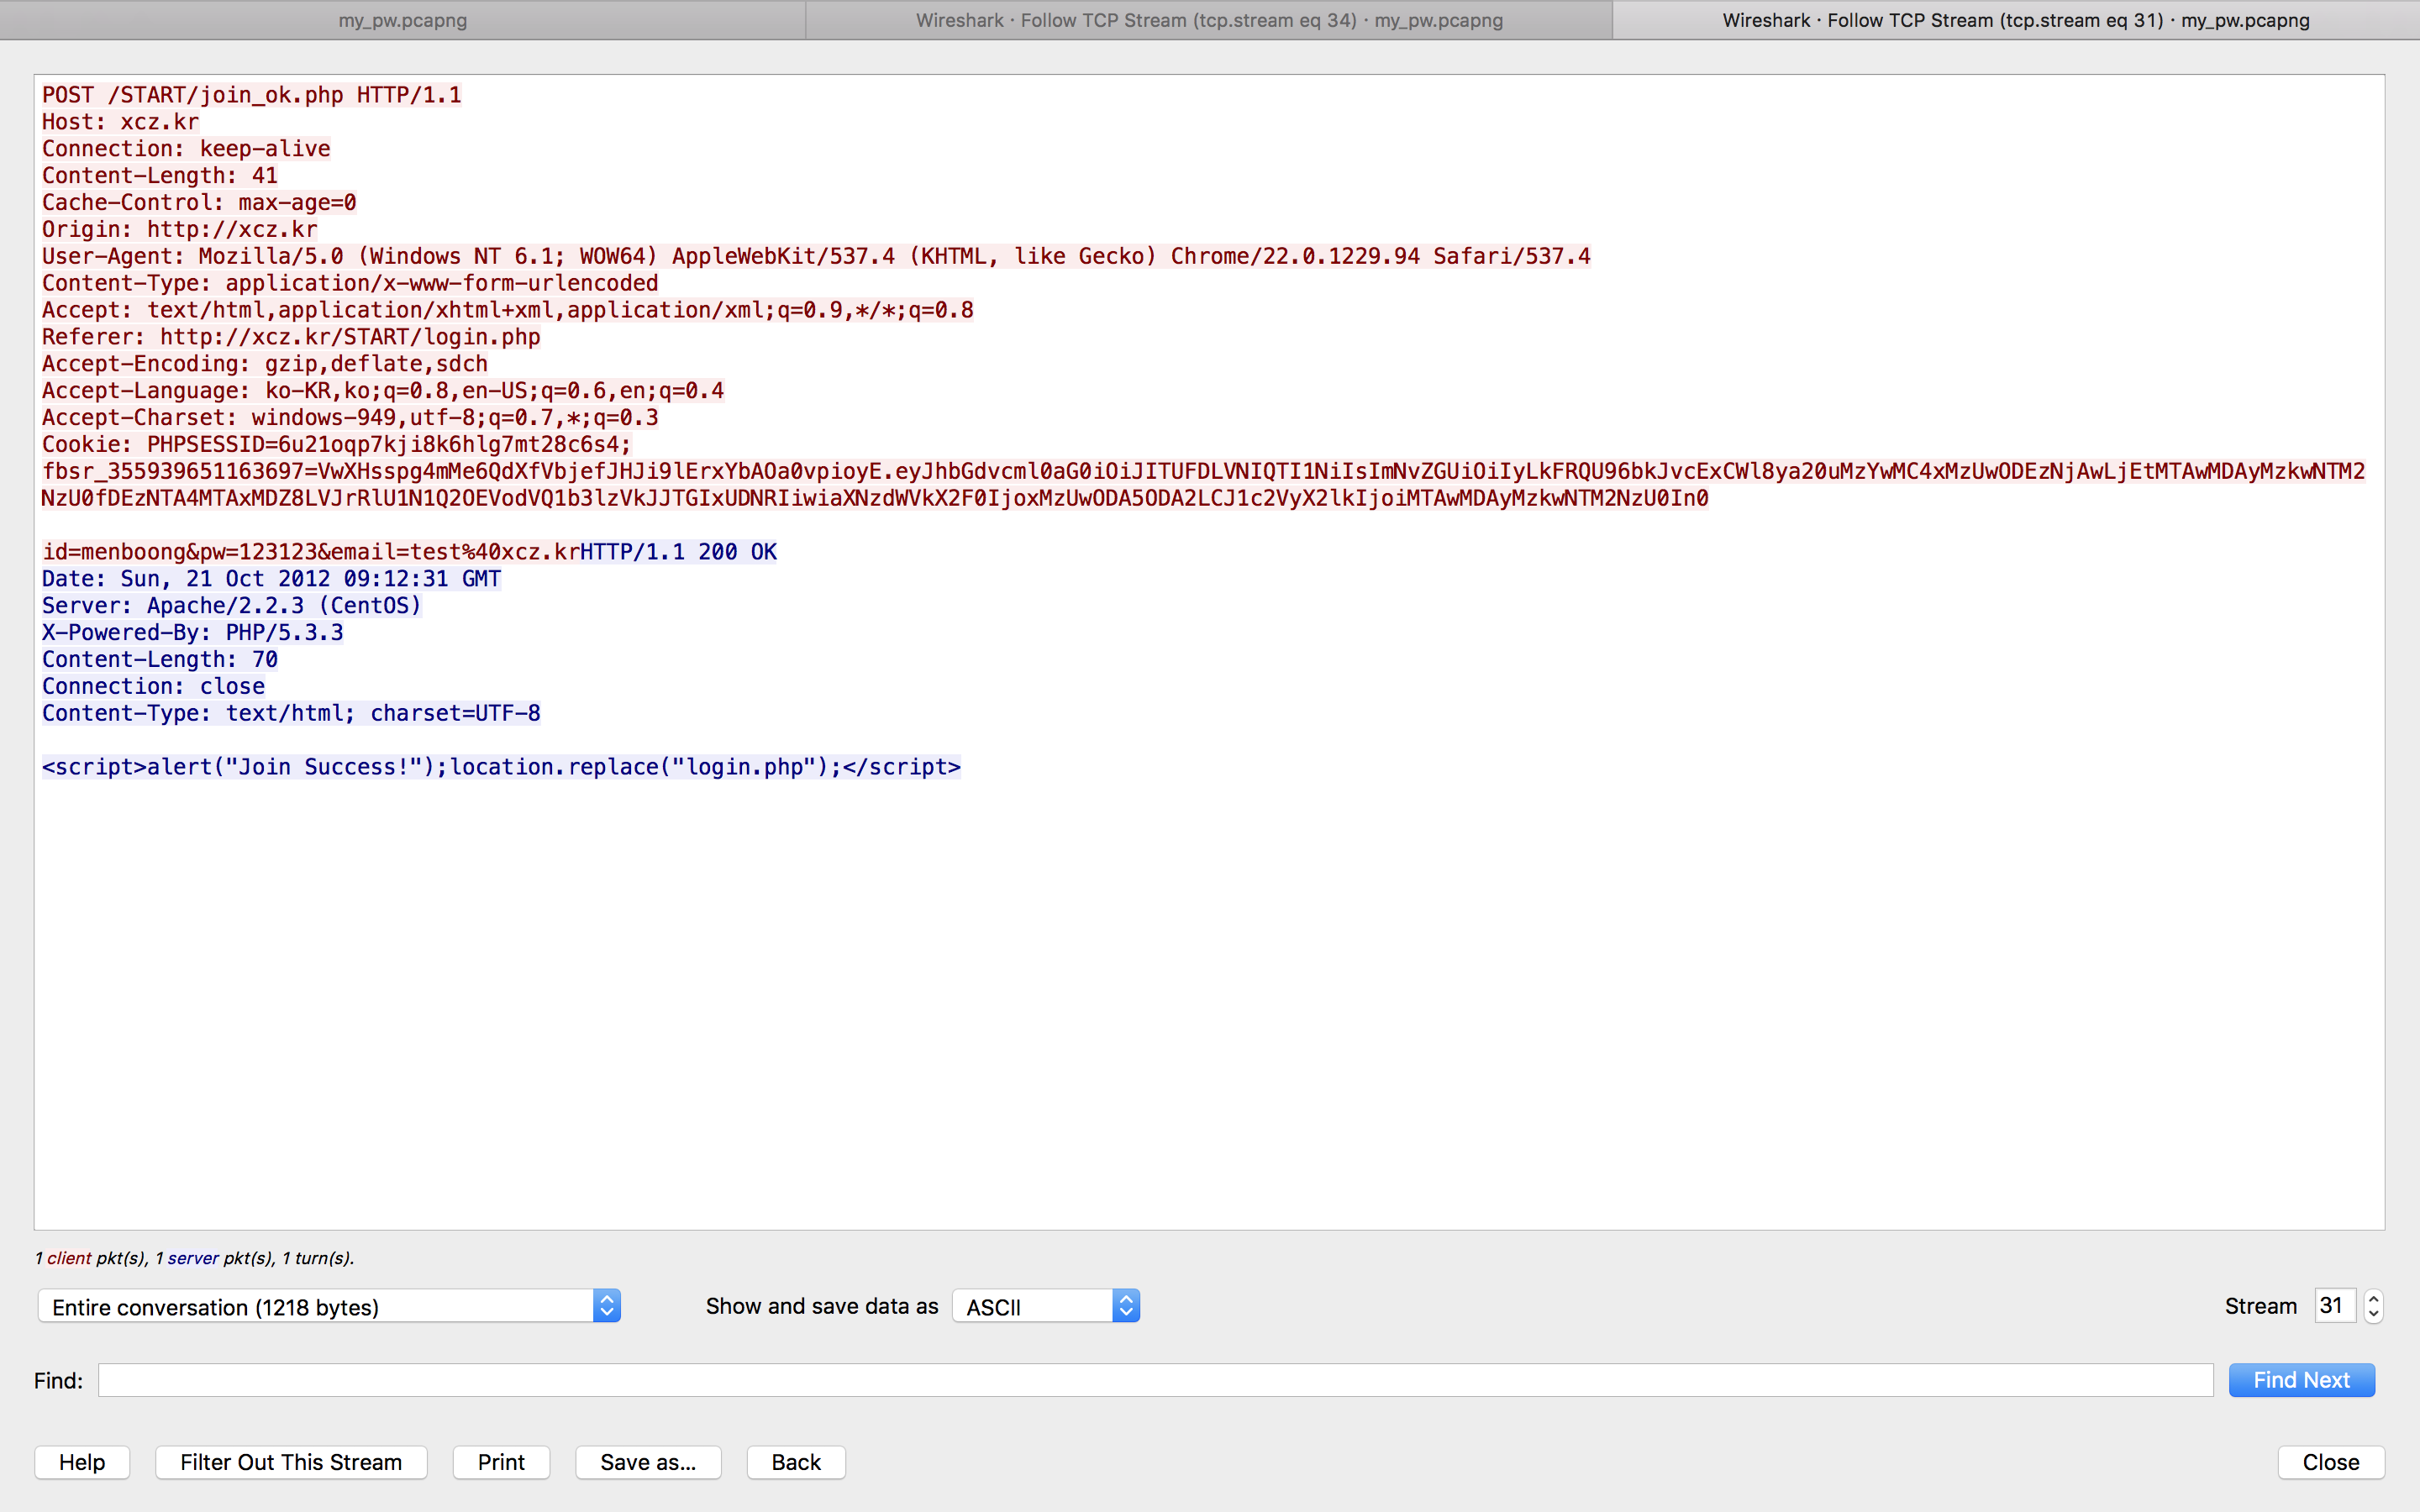 my_pw.pcapng
Wireshark · Follow TCP Stream (tcp.stream eq 34) · my_pw.pcapng
Wireshark · Follow TCP Stream (tcp.stream eq 31) · my_pw.pcapng
POST /START/join_ok.php HTTP/1.1
Host: xcz.kr
Connection: keep-alive
Content-Length: 41
Cache-Control: max-age=0
Origin: http://xcz.kr
User-Agent: Mozilla/5.0 (Windows NT 6.1; WOW64) AppleWebKit/537.4 (KHTML, like Gecko) Chrome/22.0.1229.94 Safari/537.4
Content-Type: application/x-www-form-urlencoded
Accept: text/html,application/xhtml+xml,application/xml;q=0.9,*/*;q=0.8
Referer: http://xcz.kr/START/login.php
Accept-Encoding: gzip,deflate,sdch
Accept-Language: ko-KR,ko;q=0.8,en-US;q=0.6,en;q=0.4
Accept-Charset: windows-949,utf-8;q=0.7,*;q=0.3
Cookie: PHPSESSID=6u21oqp7kji8k6hlg7mt28c6s4;
fbsr_355939651163697=VwXHsspg4mMe6QdXfVbjefJHJi9lErxYbAOa0vpioyE.eyJhbGdvcml0aG0iOiJITUFDLVNIQTI1NiIsImNvZGUiOiIyLkFRQU96bkJvcExCWl8ya20uMzYwMC4xMzUwODEzNjAwLjEtMTAwMDAyMzkwNTM2
NzU0fDEzNTA4MTAxMDZ8LVJrRlU1N1Q2OEVodVQ1b3lzVkJJTGIxUDNRIiwiaXNzdWVkX2F0IjoxMzUwODA5ODA2LCJ1c2VyX2lkIjoiMTAwMDAyMzkwNTM2NzU0In0
id=menboong&pw=123123&email=test%40xcz.krHTTP/1.1 200 OK
Date: Sun, 21 Oct 2012 09:12:31 GMT
Server: Apache/2.2.3 (CentOS)
X-Powered-By: PHP/5.3.3
Content-Length: 70
Connection: close
Content-Type: text/html; charset=UTF-8
<script>alert("Join Success!");location.replace("login.php");</script>
1 client pkt(s), 1 server pkt(s), 1 turn(s).
Entire conversation (1218 bytes)
Show and save data as
ASCII
Stream
31
Find:
Find Next
Help
Filter Out This Stream
Print
Save as...
Back
Close